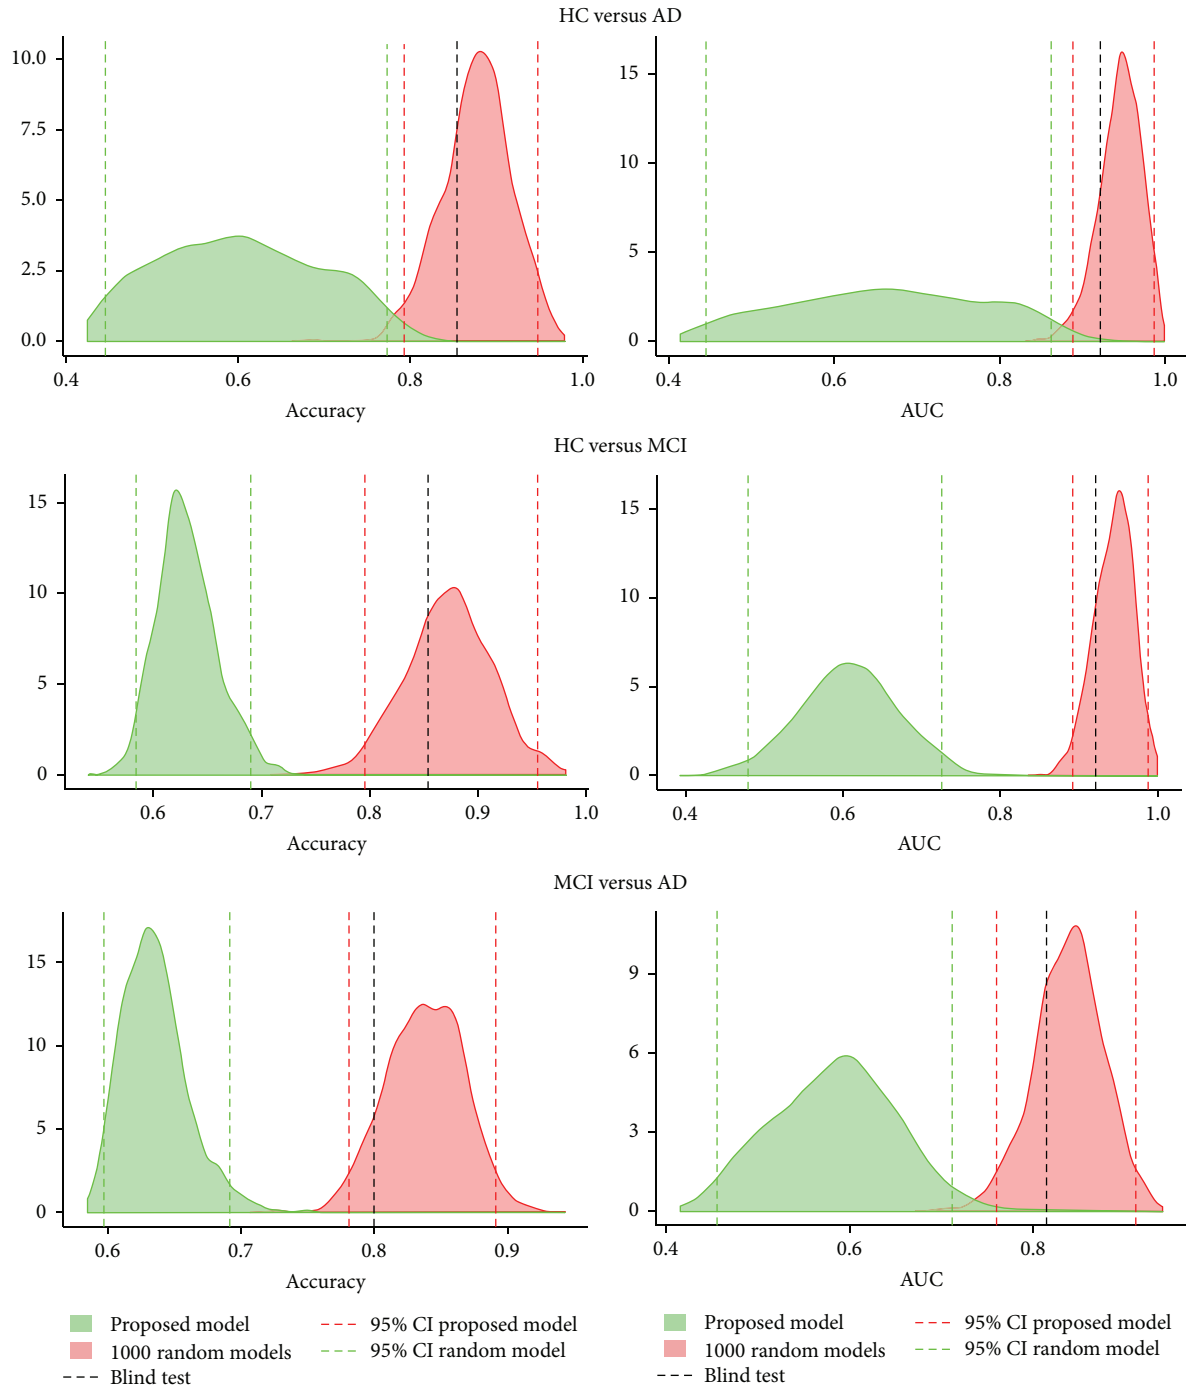 HC versus AD
10.0
7.5
5.0
2.5
0.0
0.4 0.6 0.8 1.0
Accuracy
15
10
5
0
0.4 0.6 0.8 1.0
AUC
HC versus MCI
15
10
5
0
0.6 0.7 0.8 0.9 1.0
Accuracy
15
10
5
0
0.4 0.6 0.8 1.0
AUC
MCI versus AD
15
10
5
0
0.6 0.7 0.8 0.9
Accuracy
9
6
3
0
0.4 0.6 0.8
AUC
Proposed model
1000 random models
Blind test
95% CI proposed model
95% CI random model
Proposed model
1000 random models
Blind test
95% CI proposed model
95% CI random model